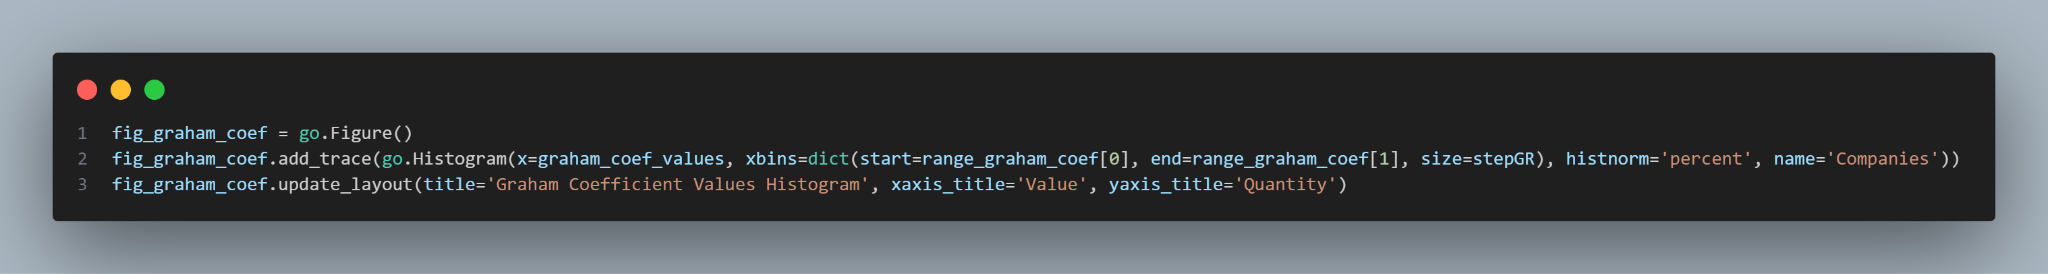 1 fig_graham_coef = go.Figure()
2 fig_graham_coef.add_trace(go.Histogram(x=graham_coef_values, xbins=dict(start=range_graham_coef[0], end=range_graham_coef[1], size=stepGR), histnorm='percent', name='Companies'))
3 fig_graham_coef.update_layout(title='Graham Coefficient Values Histogram', xaxis_title='Value', yaxis_title='Quantity')